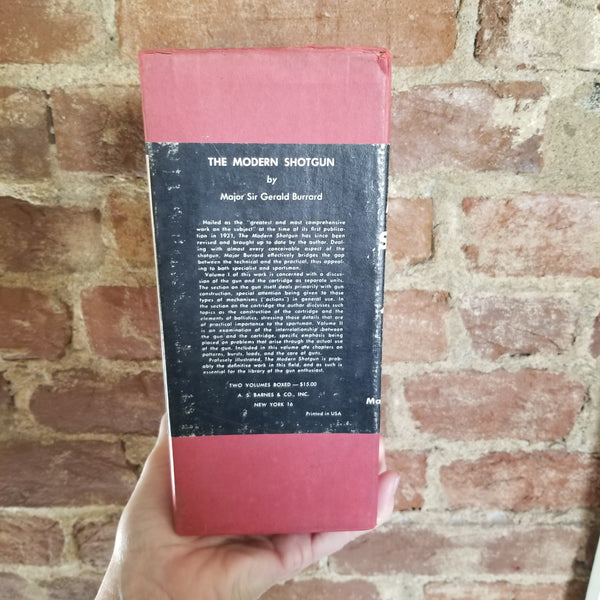 THE MODERN SHOTGUN
by
Major Sir Gerald Burrard
Hailed as the "greatest and most comprehensive
work on the subject" at the time of its first publica-
tion in 1931, The Modern Shotgun has since been
revised and brought up to date by the author. Deal-
ing with almost every conceivable aspect of the
shotgun, Major Burrard effectively bridges the gap
between the technical and the practical, thus appeal-
ing to both specialist and sportsman.
Volume I of this work is concerned with a discus-
sion of the gun and the cartridge as separate units.
The section on the gun itself deals primarily with gun
construction, special attention being given to those
types of mechanisms ('actions') in general use. In
the section on the cartridge the author discusses such
topics as the construction of the cartridge and the
elements of ballistics, stressing those details that are
of practical importance to the sportsman. Volume II
is an examination of the interrelationship between
the gun and the cartridge, specific emphasis being
placed on problems that arise through the actual use
of the gun. Included in this volume are chapters on
patterns, bursts, loads, and the care of guns.
Profusely illustrated, The Modern Shotgun is prob-
ably the definitive work in this field, and as such is
essential for the library of the gun enthusiast.
TWO VOLUMES BOXED—$15.00
A. S. BARNES & CO., INC.
NEW YORK 16
Printed in USA
S
Ma